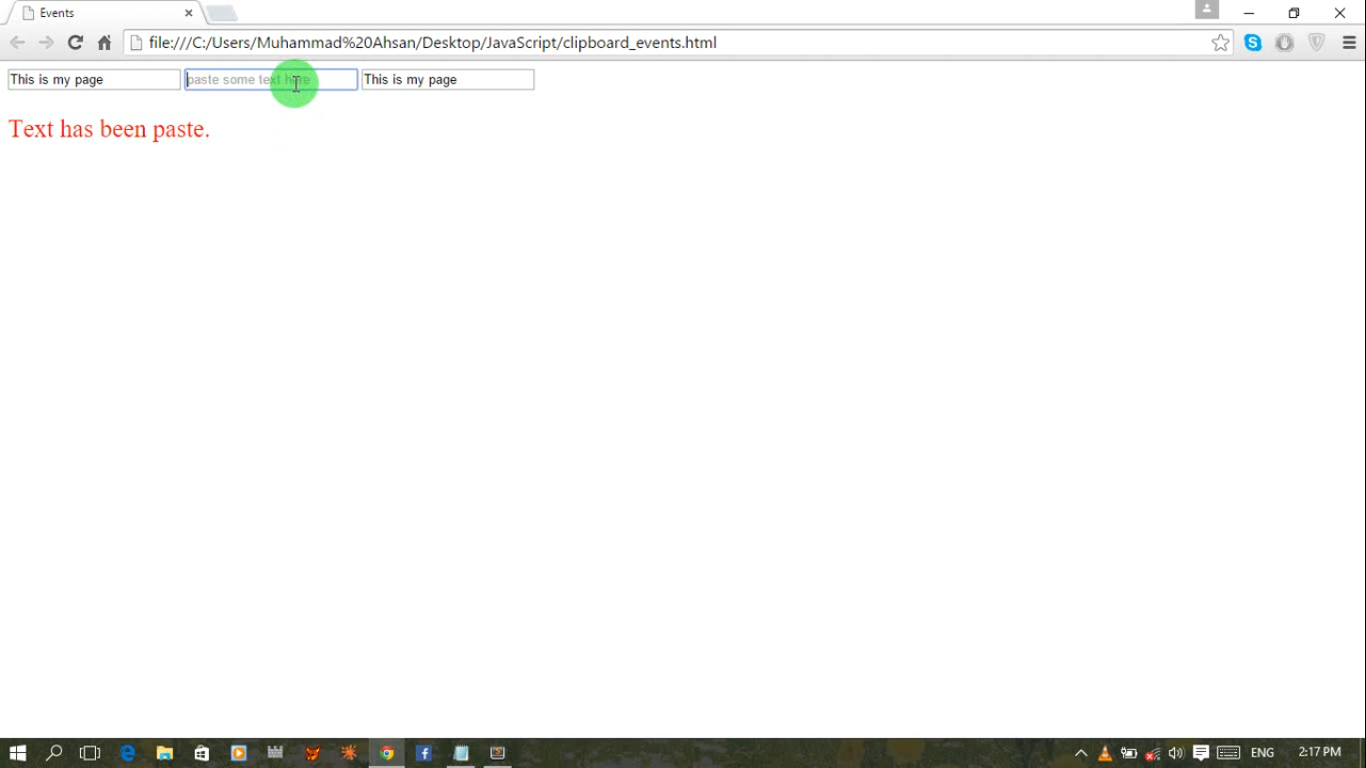 Events
file:///C:/Users/Muhammad%20Ahsan/Desktop/JavaScript/clipboard_events.html
This is my page paste some text here This is my page
Text has been paste.
ENG 2:17 PM